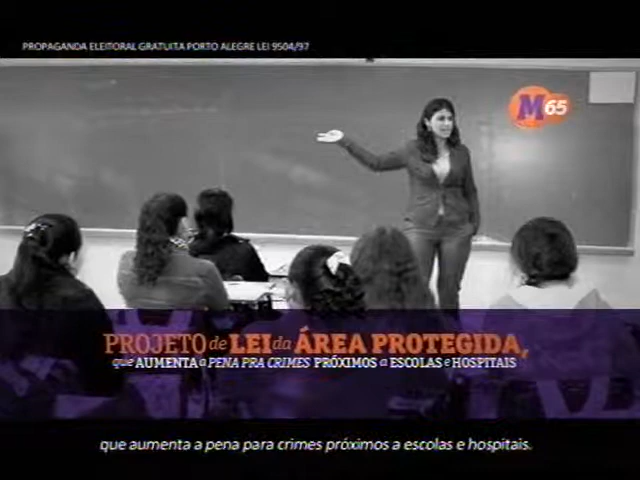 PROPAGANDA ELEITORAL GRATUITA PORTO ALEGRE LEI 9504/97
M65
PROJETO de LEI da ÁREA PROTEGIDA,
que AUMENTA a PENA PRA CRIMES PRÓXIMOS a ESCOLAS e HOSPITAIS
que aumenta a pena para crimes próximos a escolas e hospitais.